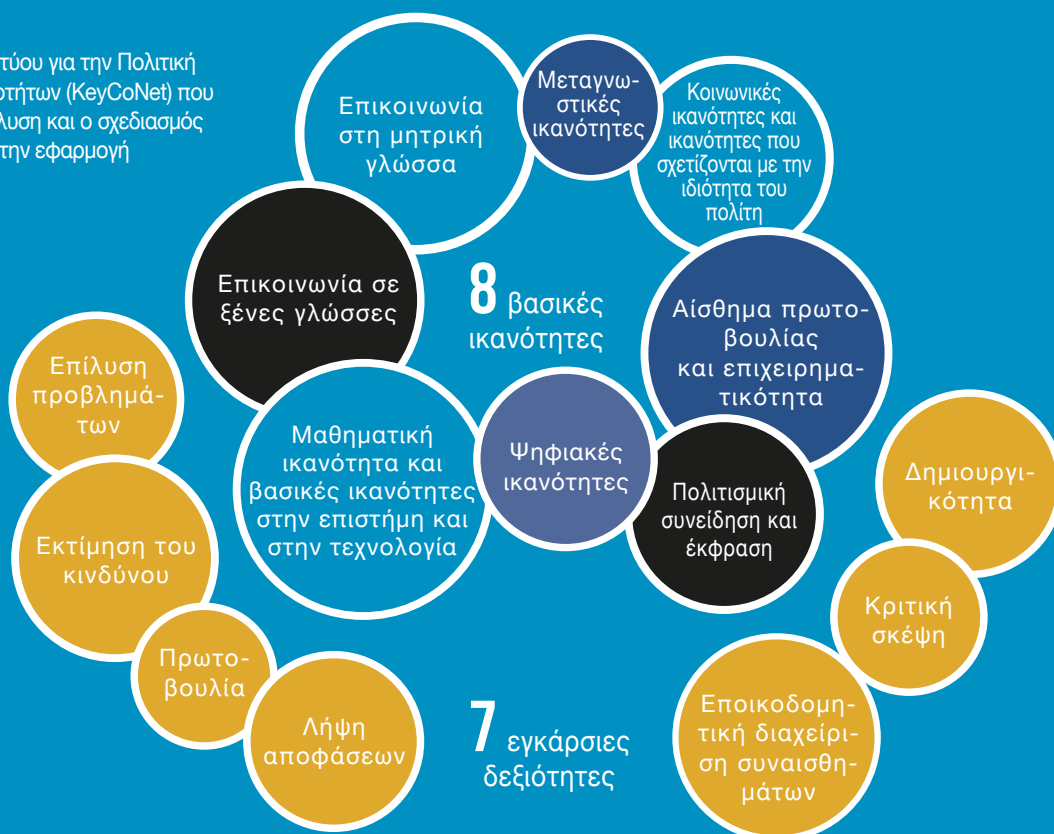 τύου για την Πολιτική
οτήτων (KeyCoNet) που
λυση και ο σχεδιασμός
την εφαρμογή
Επικοινωνία
στη μητρική
γλώσσα
Μεταγνω-
στικές
ικανότητες
Κοινωνικές
ικανότητες και
ικανότητες που
σχετίζονται με την
ιδιότητα του
πολίτη
Επικοινωνία σε
ξένες γλώσσες
8 βασικές
ικανότητες
Αίσθημα πρωτο-
βουλίας
και επιχειρημα-
τικότητα
Μαθηματική
ικανότητα και
βασικές ικανότητες
στην επιστήμη και
στην τεχνολογία
Ψηφιακές
ικανότητες
Πολιτισμική
συνείδηση και
έκφραση
Επίλυση
προβλημά-
των
Εκτίμηση του
κινδύνου
Πρωτο-
βουλία
Λήψη
αποφάσεων
7 εγκάρσιες
δεξιότητες
Δημιουργι-
κότητα
Κριτική
σκέψη
Εποικοδομη-
τική διαχείρι-
ση συναισθη-
μάτων